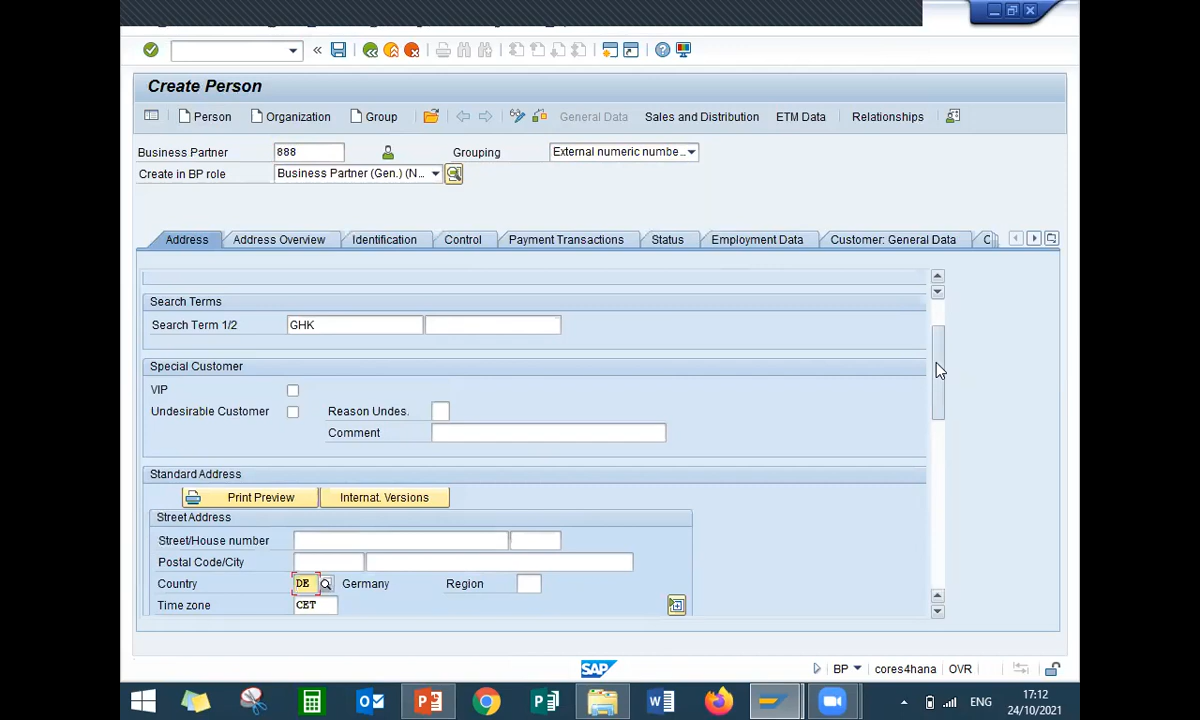 Create Person
Person Organization Group General Data Sales and Distribution ETM Data Relationships
Business Partner 888 Grouping External numeric numbe...
Create in BP role Business Partner (Gen.) (N...
Address Address Overview Identification Control Payment Transactions Status Employment Data Customer: General Data
Search Terms
Search Term 1/2 GHK
Special Customer
VIP
Undesirable Customer Reason Undes.
Comment
Standard Address
Print Preview Internat. Versions
Street Address
Street/House number
Postal Code/City
Country DE Germany Region
Time zone CET
SAP BP cores4hana OVR
ENG 17:12
24/10/2021